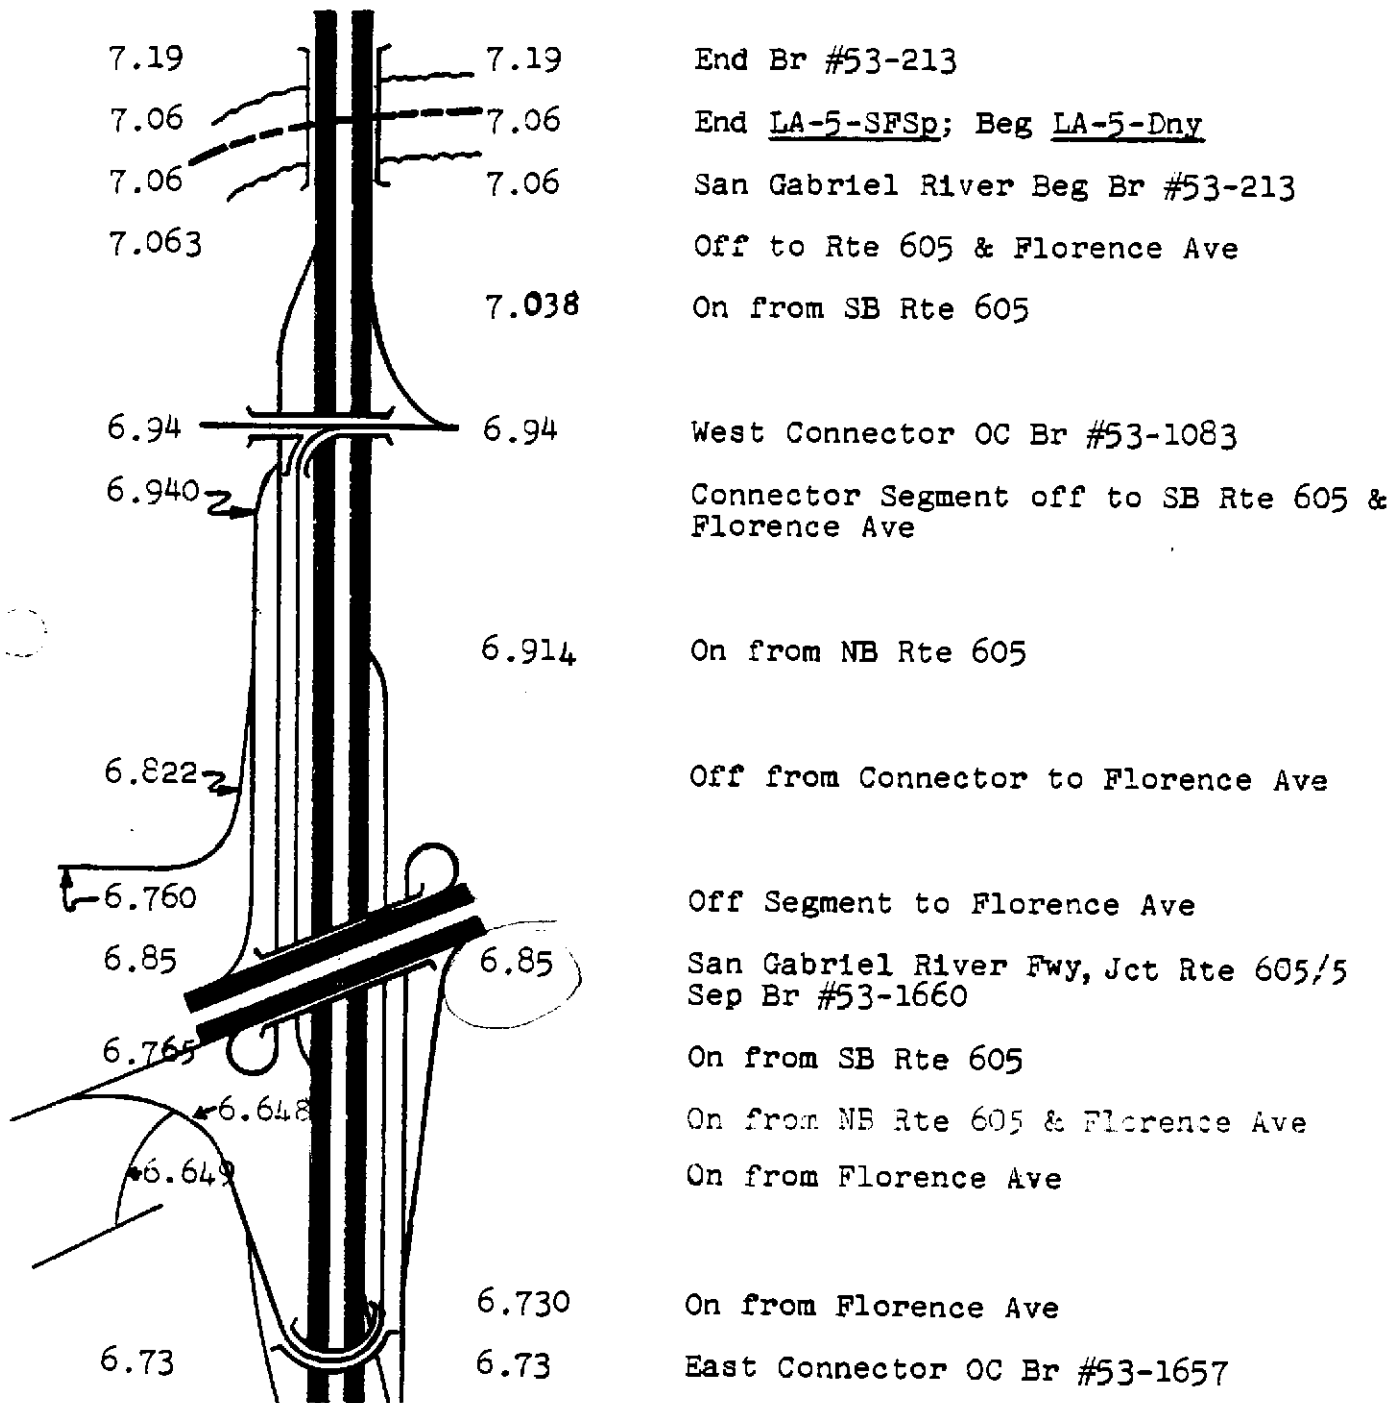 7.19 7.19 End Br #53-213
7.06 7.06 End LA-5-SFSp; Beg LA-5-Dny
7.06 7.06 San Gabriel River Beg Br #53-213
7.063 Off to Rte 605 & Florence Ave
7.038 On from SB Rte 605
6.94 6.94 West Connector OC Br #53-1083
6.940 Connector Segment off to SB Rte 605 &
Florence Ave
6.914 On from NB Rte 605
6.822 Off from Connector to Florence Ave
6.760 Off Segment to Florence Ave
6.85 6.85 San Gabriel River Fwy, Jct Rte 605/5
Sep Br #53-1660
6.765 On from SB Rte 605
6.648 On from NB Rte 605 & Florence Ave
6.649 On from Florence Ave
6.730 On from Florence Ave
6.73 6.73 East Connector OC Br #53-1657